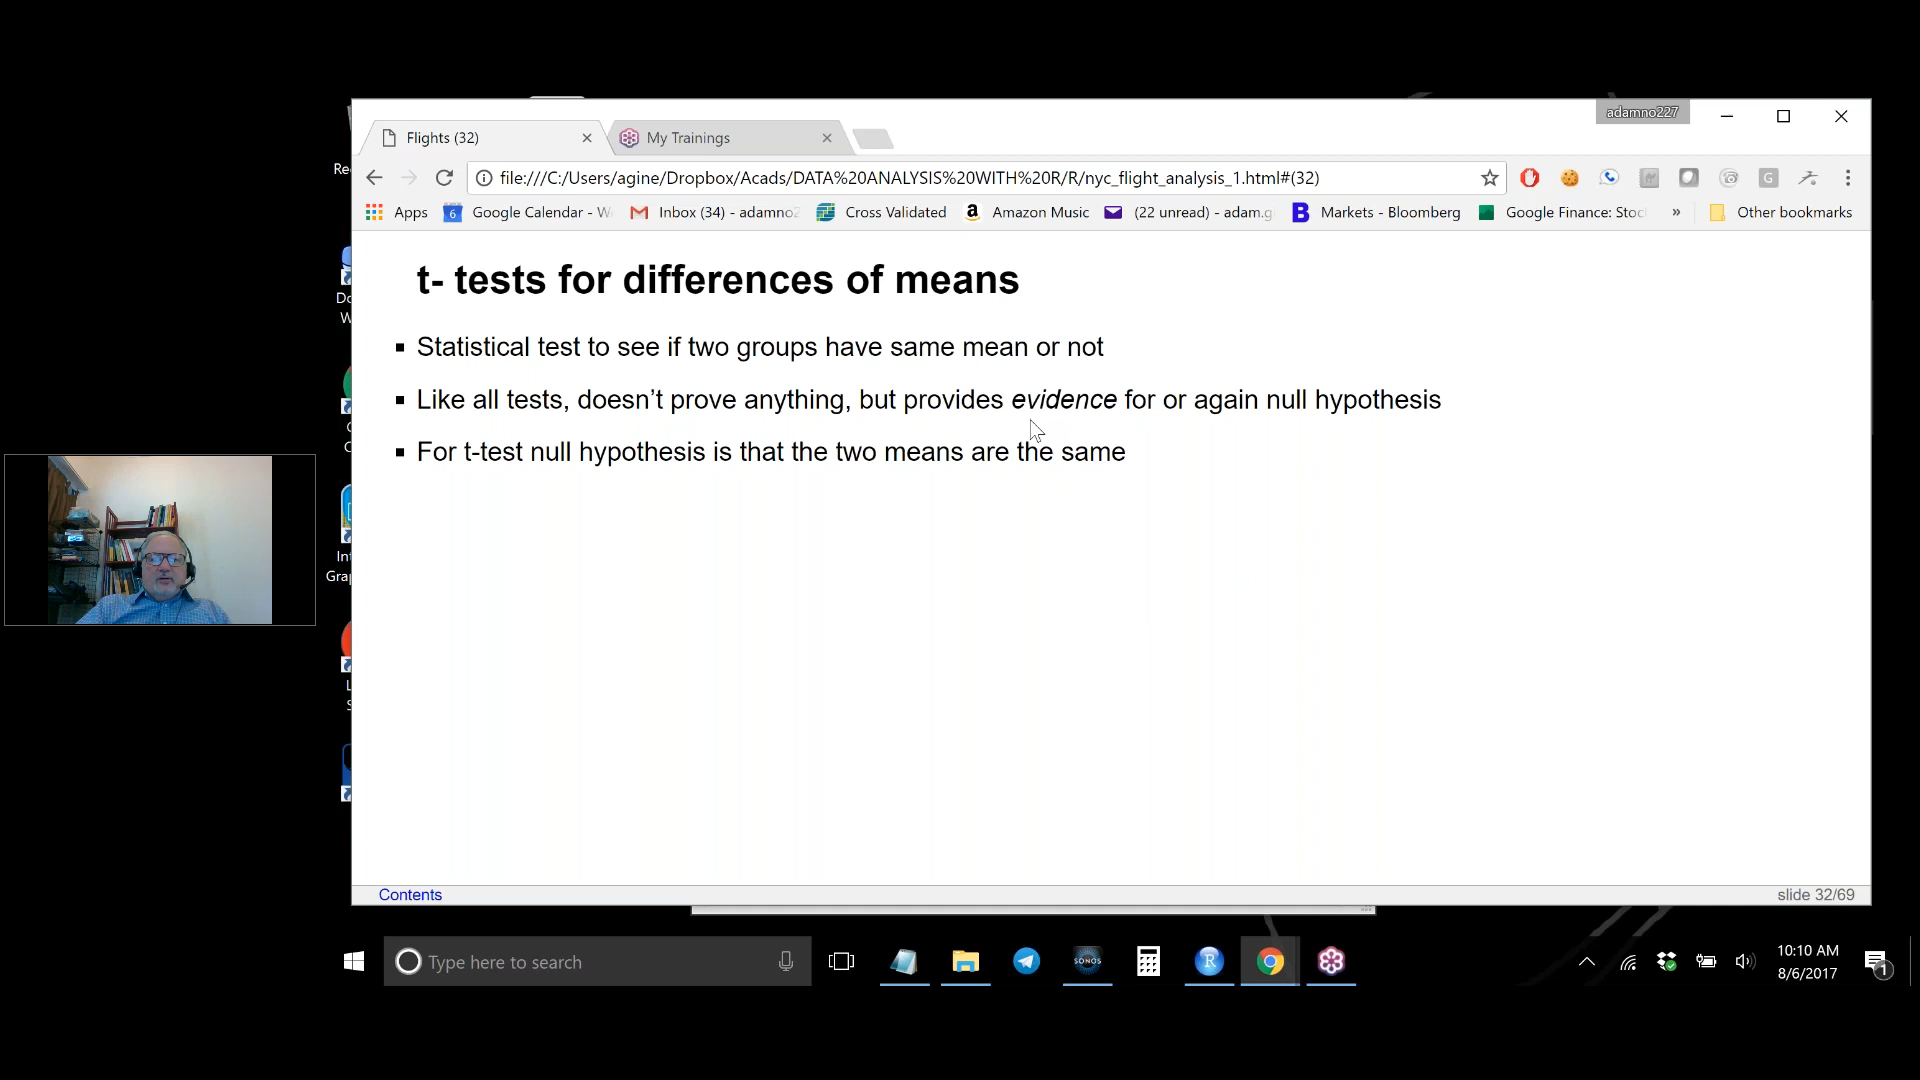 adamno227
Flights (32)
My Trainings
file:///C:/Users/agine/Dropbox/Acads/DATA%20ANALYSIS%20WITH%20R/R/nyc_flight_analysis_1.html#(32)
Apps
6
Google Calendar - W
Inbox (34) - adamno2
Cross Validated
Amazon Music
(22 unread) - adam.g
Markets - Bloomberg
Google Finance: Stoc
»
Other bookmarks
t- tests for differences of means
Statistical test to see if two groups have same mean or not
Like all tests, doesn't prove anything, but provides evidence for or again null hypothesis
For t-test null hypothesis is that the two means are the same
Contents
slide 32/69
Type here to search
SONOS
R
10:10 AM
8/6/2017
1